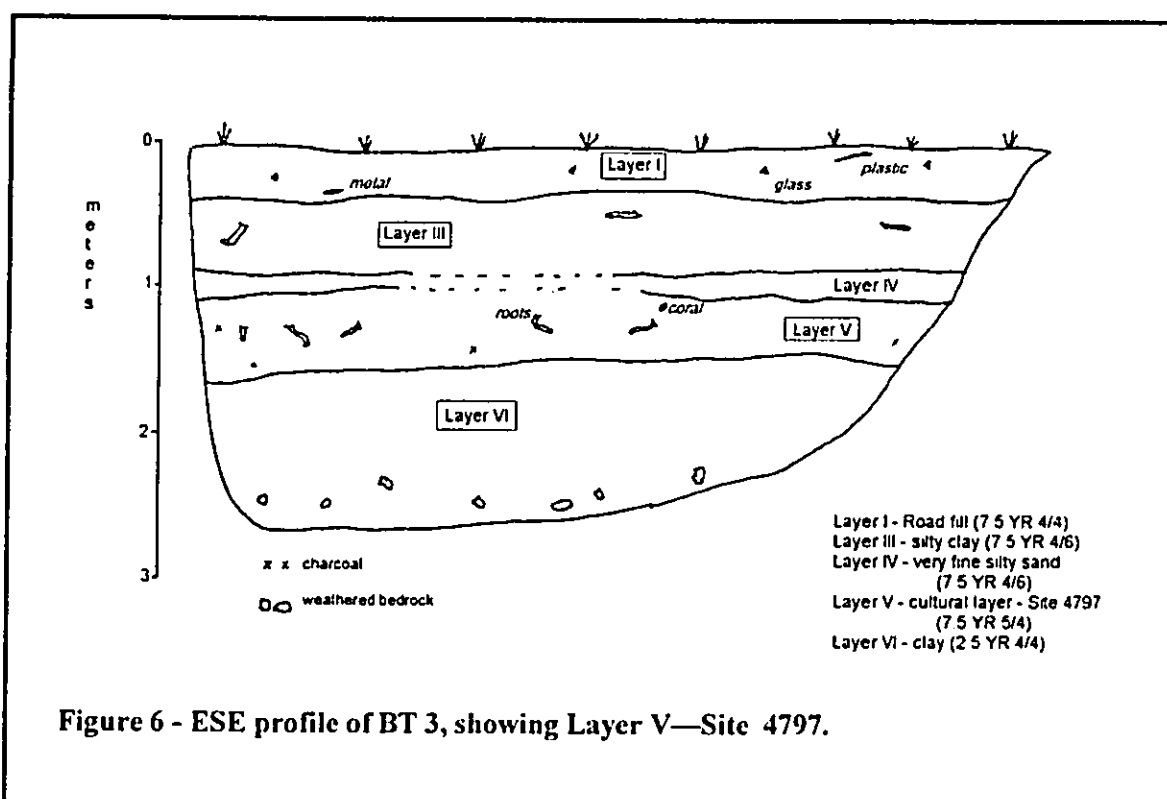 0
Layer I
metal
glass
plastic
meters
Layer III
1
Layer IV
roots
coral
Layer V
Layer VI
2
3
x x charcoal
weathered bedrock
Layer I - Road fill (7 5 YR 4/4)
Layer III - silty clay (7 5 YR 4/6)
Layer IV - very fine silty sand
(7 5 YR 4/6)
Layer V - cultural layer - Site 4797
(7.5 YR 5/4)
Layer VI - clay (2 5 YR 4/4)
Figure 6 - ESE profile of BT 3, showing Layer V—Site 4797.